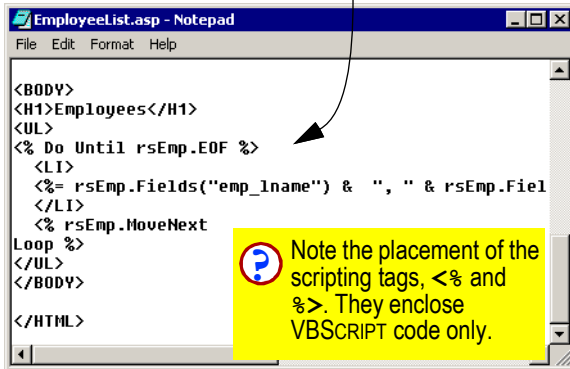 EmployeeList.asp - Notepad
File Edit Format Help
<BODY>
<H1>Employees</H1>
<UL>
<% Do Until rsEmp.EOF %>
<LI>
<%= rsEmp.Fields("emp_lname") & ", " & rsEmp.Fiel
</LI>
<% rsEmp.MoveNext
Loop %>
</UL>
</BODY>
</HTML>
Note the placement of the
scripting tags, <% and
%>. They enclose
VBSCRIPT code only.